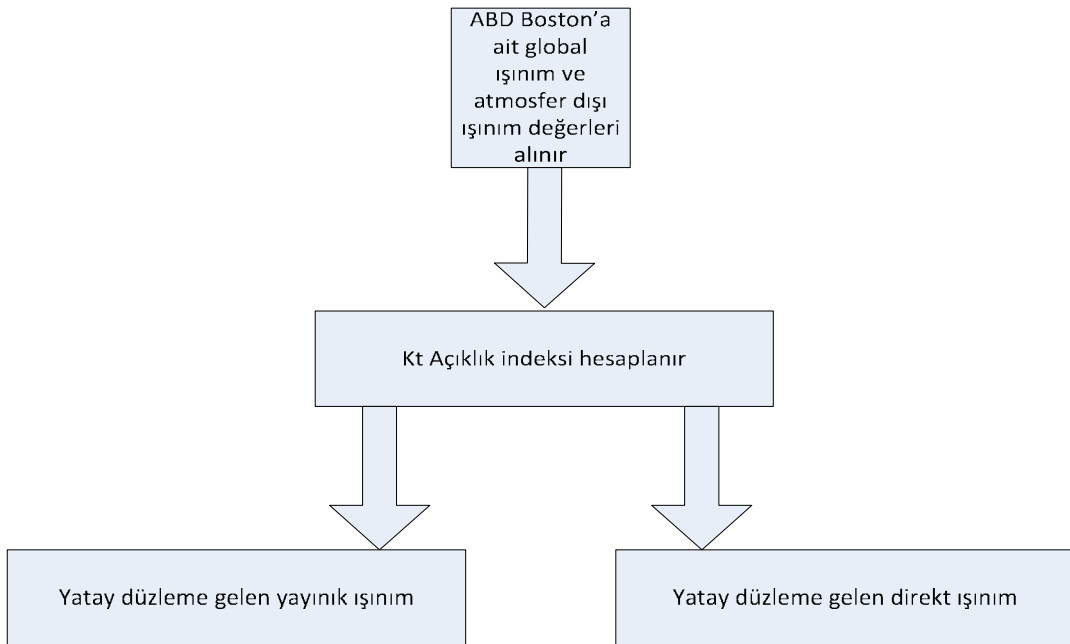 ABD Boston’a
ait global
ışınım ve
atmosfer dışı
ışınım değerleri
alınır
Kt Açıklık indeksi hesaplanır
Yatay düzleme gelen yayınık ışınım
Yatay düzleme gelen direkt ışınım